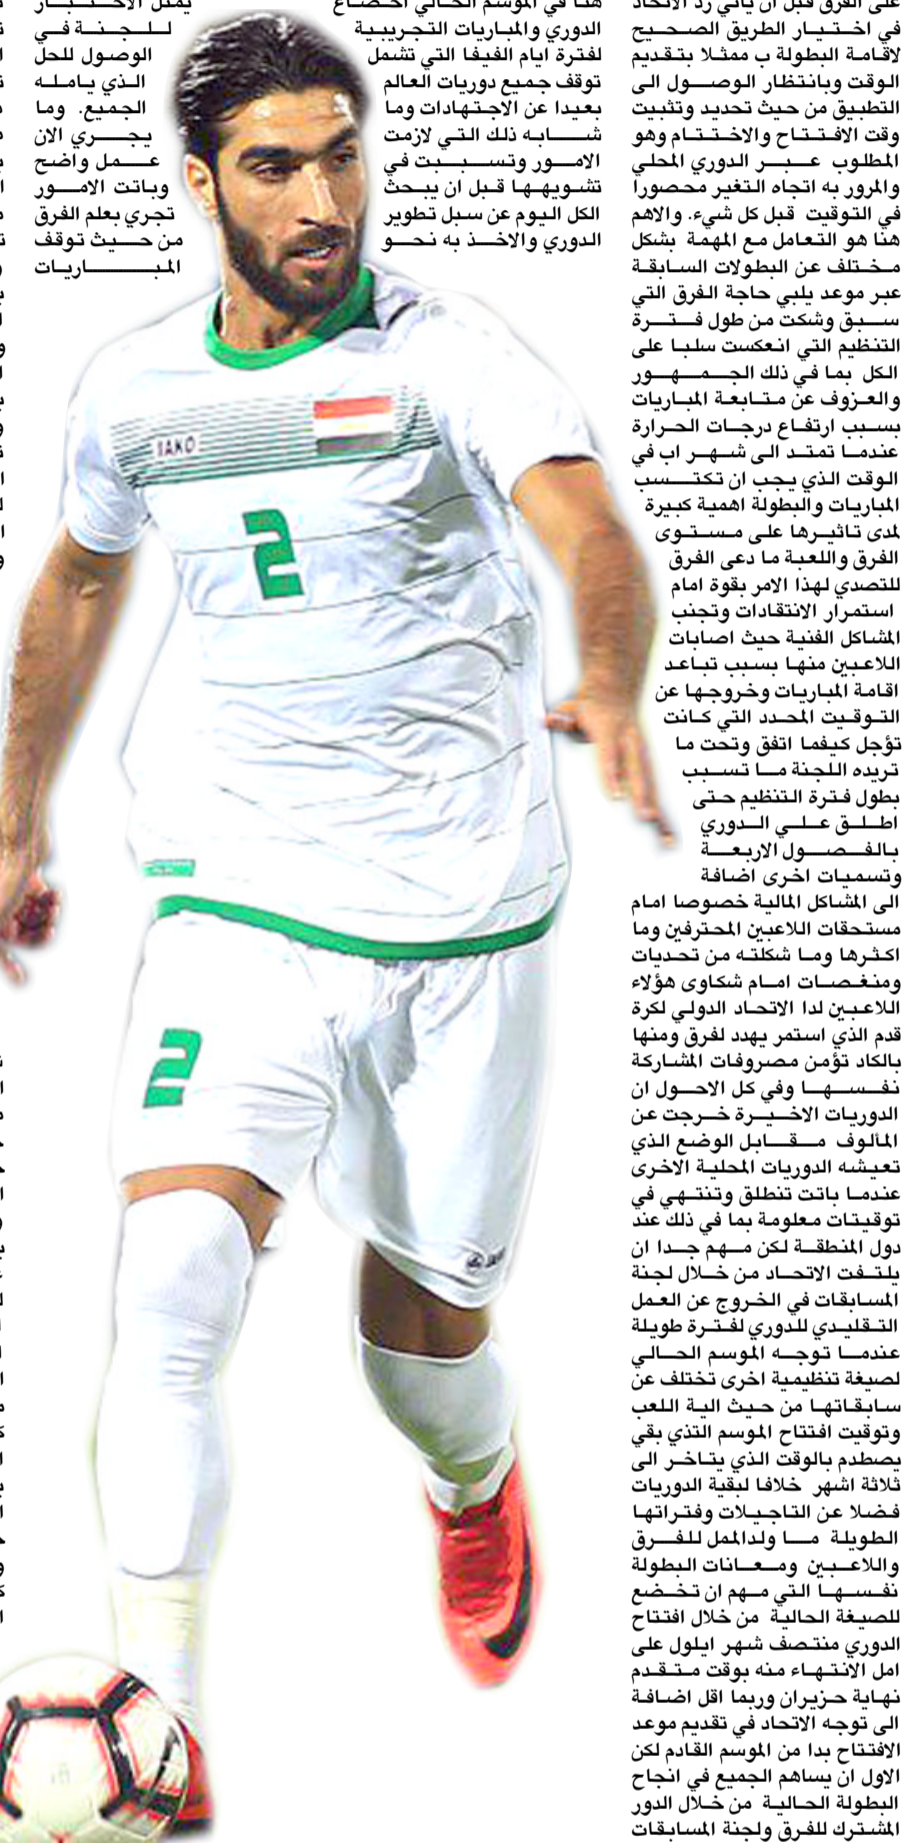 على الفرق قبل ان ياتي رد الاتحاد
في اختيار الطريق الصحيح
لاقامة البطولة ب ممثلا بتقديم
الوقت وبانتظار الوصول الى
التطبيق من حيث تحديد وتثبيت
وقت الافتتاح والاختتام وهو
المطلوب عبر الدوري المحلي
والمرور به اتجاه التغير محصورا
في التوقيت قبل كل شيء. والاهم
هنا هو التعامل مع المهمة بشكل
مختلف عن البطولات السابقة
عبر موعد يلبي حاجة الفرق التي
سبق وشكت من طول فترة
التنظيم التي انعكست سلبا على
الكل بما في ذلك الجمهور
والعزوف عن متابعة المباريات
بسبب ارتفاع درجات الحرارة
عندما تمتد الى شهر اب في
الوقت الذي يجب ان تكتسب
المباريات والبطولة اهمية كبيرة
لمدى تاثيرها على مستوى
الفرق واللعبة ما دعى الفرق
للتصدي لهذا الامر بقوة امام
استمرار الانتقادات وتجنب
المشاكل الفنية حيث اصابات
اللاعبين منها بسبب تباعد
اقامة المباريات وخروجها عن
التوقيت المحدد التي كانت
تؤجل كيفما اتفق وتحت ما
تريده اللجنة ما تسبب
بطول فترة التنظيم حتى
اطلق على الدوري
بالفصول الاربعة
وتسميات اخرى اضافة
الى المشاكل المالية خصوصا امام
مستحقات اللاعبين المحترفين وما
اكثرها وما شكلته من تحديات
ومنغصات امام شكاوى هؤلاء
اللاعبين لدا الاتحاد الدولي لكرة
قدم الذي استمر يهدد لفرق ومنها
بالكاد تؤمن مصروفات المشاركة
نفسها وفي كل الاحول ان
الدوريات الاخيرة خرجت عن
المألوف مقابل الوضع الذي
تعيشه الدوريات المحلية الاخرى
عندما باتت تنطلق وتنتهي في
توقيتات معلومة بما في ذلك عند
دول المنطقة لكن مهم جدا ان
يلتفت الاتحاد من خلال لجنة
المسابقات في الخروج عن العمل
التقليدي للدوري لفترة طويلة
عندما توجه الموسم الحالي
لصيغة تنظيمية اخرى تختلف عن
سابقاتها من حيث الية اللعب
وتوقيت افتتاح الموسم التذي بقي
يصطدم بالوقت الذي يتاخر الى
ثلاثة اشهر خلافا لبقية الدوريات
فضلا عن التاجيلات وفتراتها
الطويلة ما ولدالملل للفرق
واللاعبين ومعانات البطولة
نفسها التي مهم ان تخضع
للصيغة الحالية من خلال افتتاح
الدوري منتصف شهر ايلول على
امل الانتهاء منه بوقت متقدم
نهاية حزيران وربما اقل اضافة
الى توجه الاتحاد في تقديم موعد
الافتتاح بدا من الموسم القادم لكن
الاول ان يساهم الجميع في انجاح
البطولة الحالية من خلال الدور
المشترك للفرق ولجنة المسابقات
هنا في الموسم الحالي اخضاع
الدوري والمباريات التجريبية
لفترة ايام الفيفا التي تشمل
توقف جميع دوريات العالم
بعيدا عن الاجتهادات وما
شابه ذلك التي لازمت
الامور وتسببت في
تشويهها قبل ان يبحث
الكل اليوم عن سبل تطوير
الدوري والاخذ به نحو
يمثل الاختبار
للجنة في
الوصول للحل
الذي يامله
الجميع. وما
يجري الان
عمل واضح
وباتت الامور
تجري بعلم الفرق
من حيث توقف
المباريات
JAKO
2
2